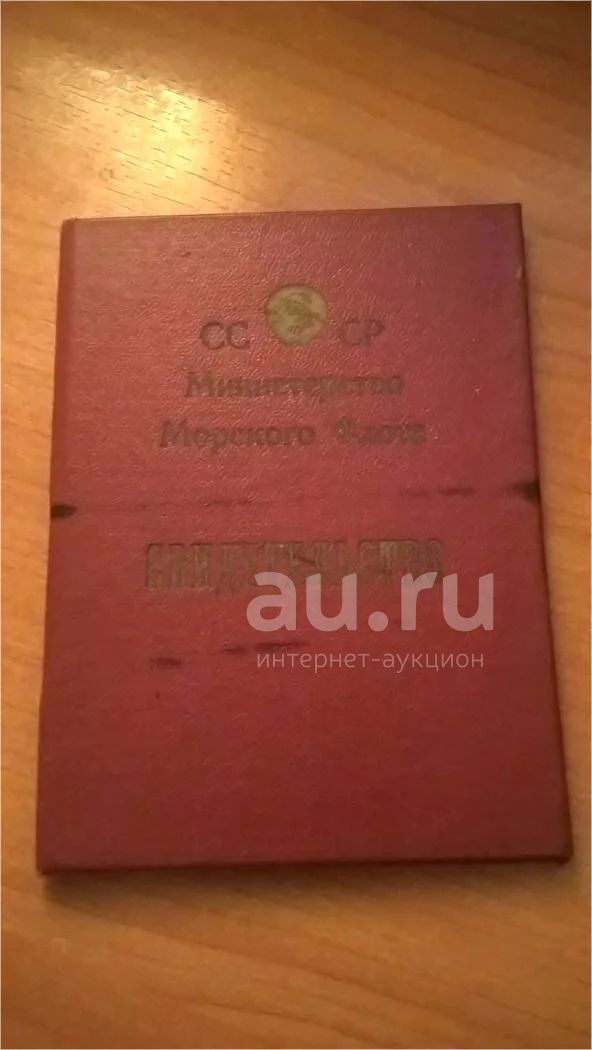 СС СР
Министерство
Морского Флота
СВИДЕТЕЛЬСТВО
au.ru
интернет-аукцион